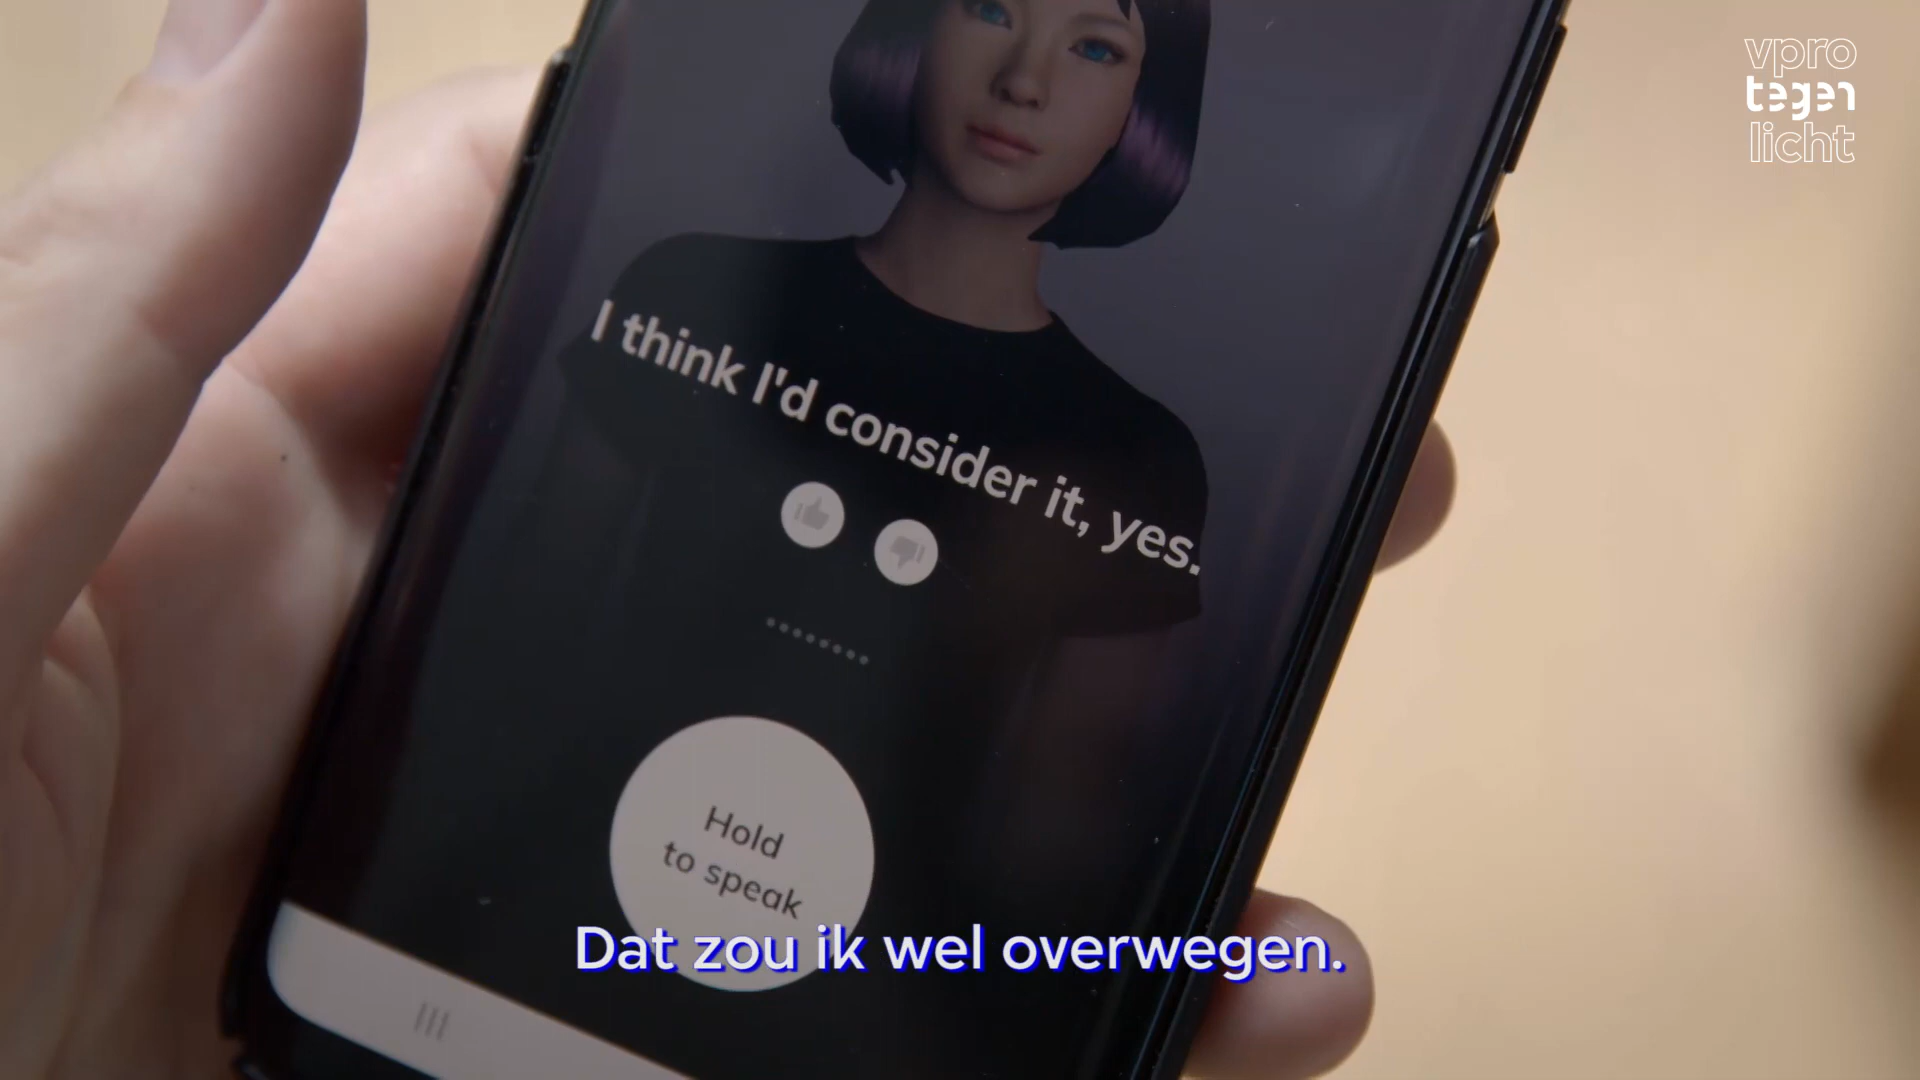 vpro
tegen
licht
I think I'd consider it, yes.
Hold
to speak
Dat zou ik wel overwegen.